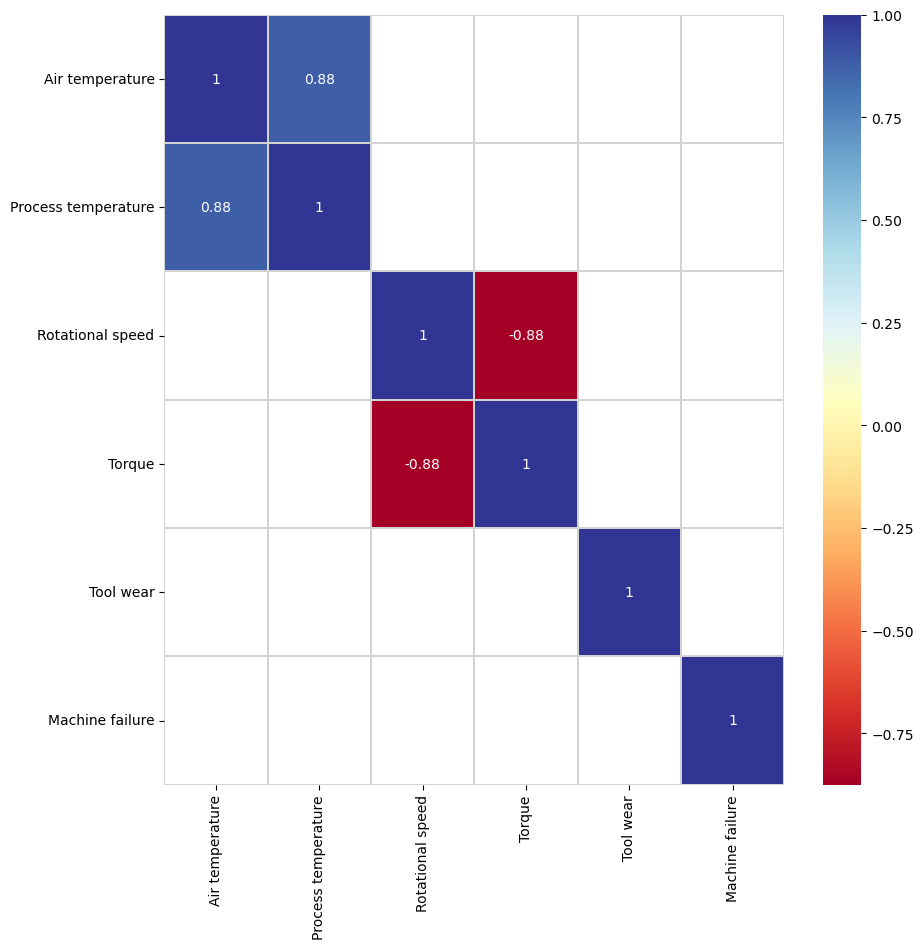 Air temperature
1
0.88
Process temperature
0.88
1
Rotational speed
1
-0.88
Torque
-0.88
1
Tool wear
1
Machine failure
1
Air temperature
Process temperature
Rotational speed
Torque
Tool wear
Machine failure
1.00
0.75
0.50
0.25
0.00
−0.25
−0.50
−0.75